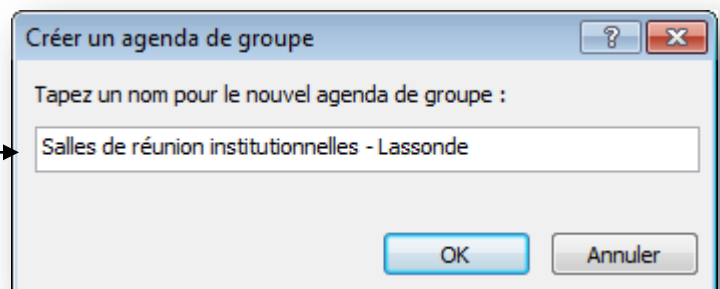 Créer un agenda de groupe
Tapez un nom pour le nouvel agenda de groupe :
Salles de réunion institutionnelles - Lassonde
OK Annuler